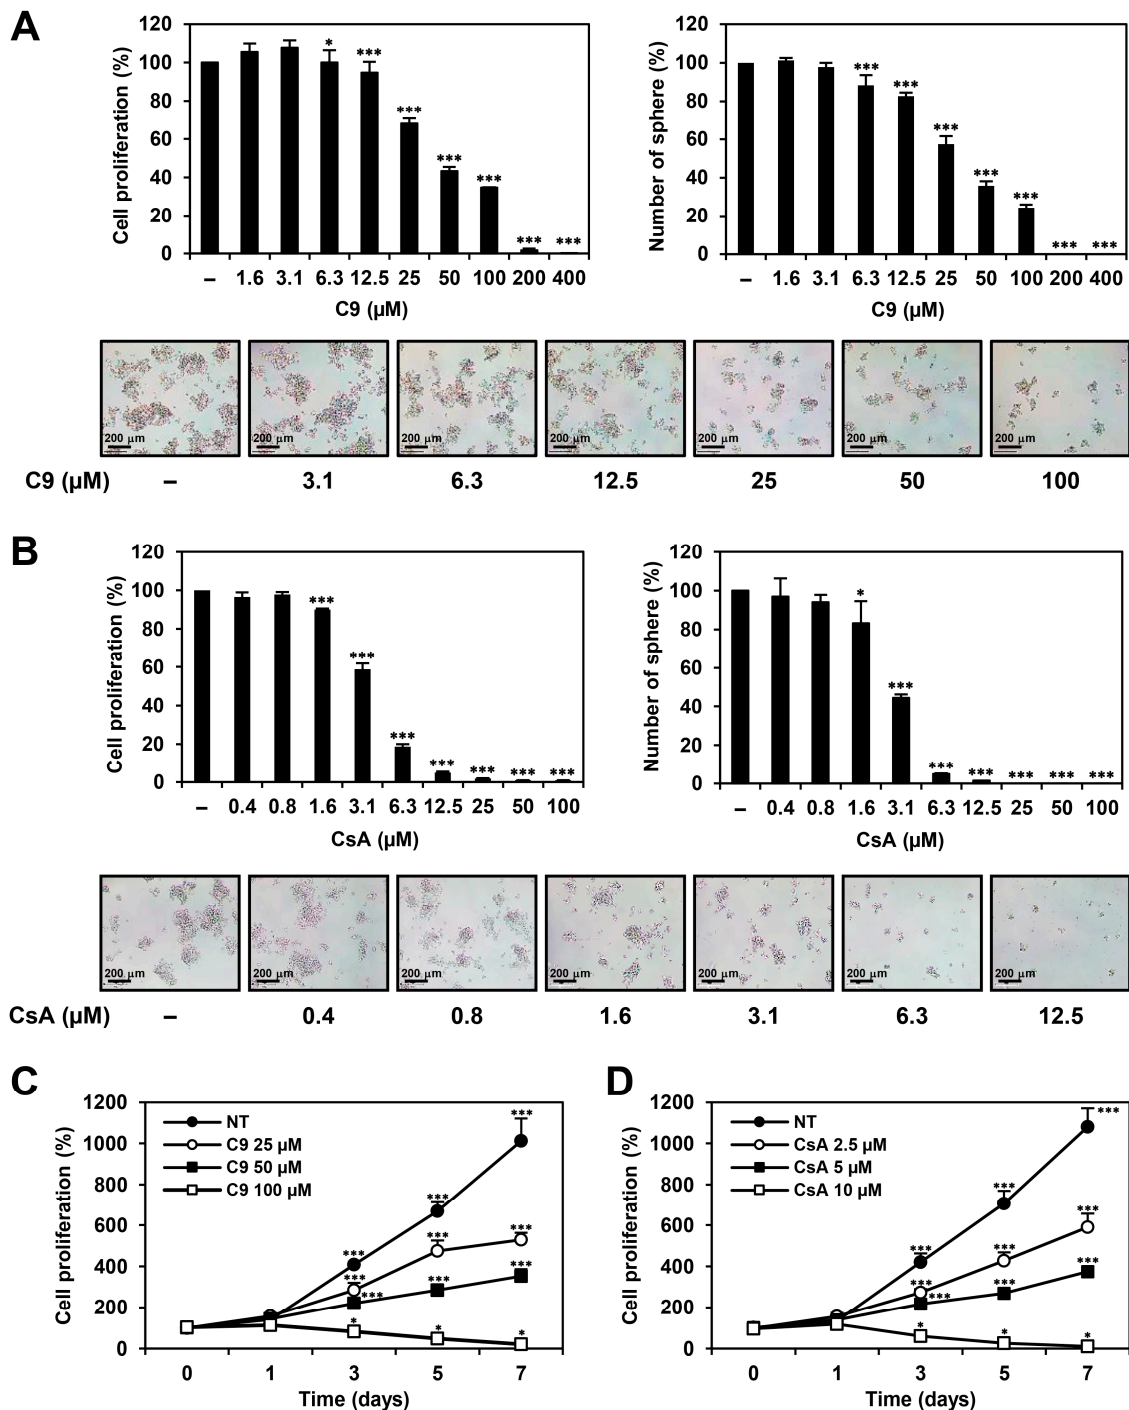 A
120
100
80
60
40
20
0
Cell proliferation (%)
* *** *** *** *** *** ***
– 1.6 3.1 6.3 12.5 25 50 100 200 400
C9 (µM)
120
100
80
60
40
20
0
Number of sphere (%)
*** *** *** *** *** *** ***
– 1.6 3.1 6.3 12.5 25 50 100 200 400
C9 (µM)
200 µm 200 µm 200 µm 200 µm 200 µm 200 µm 200 µm
C9 (µM) – 3.1 6.3 12.5 25 50 100
B
120
100
80
60
40
20
0
Cell proliferation (%)
*** *** *** *** *** *** ***
– 0.4 0.8 1.6 3.1 6.3 12.5 25 50 100
CsA (µM)
120
100
80
60
40
20
0
Number of sphere (%)
* *** *** *** *** *** ***
– 0.4 0.8 1.6 3.1 6.3 12.5 25 50 100
CsA (µM)
200 µm 200 µm 200 µm 200 µm 200 µm 200 µm 200 µm
CsA (µM) – 0.4 0.8 1.6 3.1 6.3 12.5
C
1200
1000
800
600
400
200
0
Cell proliferation (%)
NT
C9 25 µM
C9 50 µM
C9 100 µM
*** *** ***
*** *** ***
*** *** ***
* * *
0 1 3 5 7
Time (days)
D
1200
1000
800
600
400
200
0
Cell proliferation (%)
NT
CsA 2.5 µM
CsA 5 µM
CsA 10 µM
*** *** ***
*** *** ***
*** *** ***
* * *
0 1 3 5 7
Time (days)